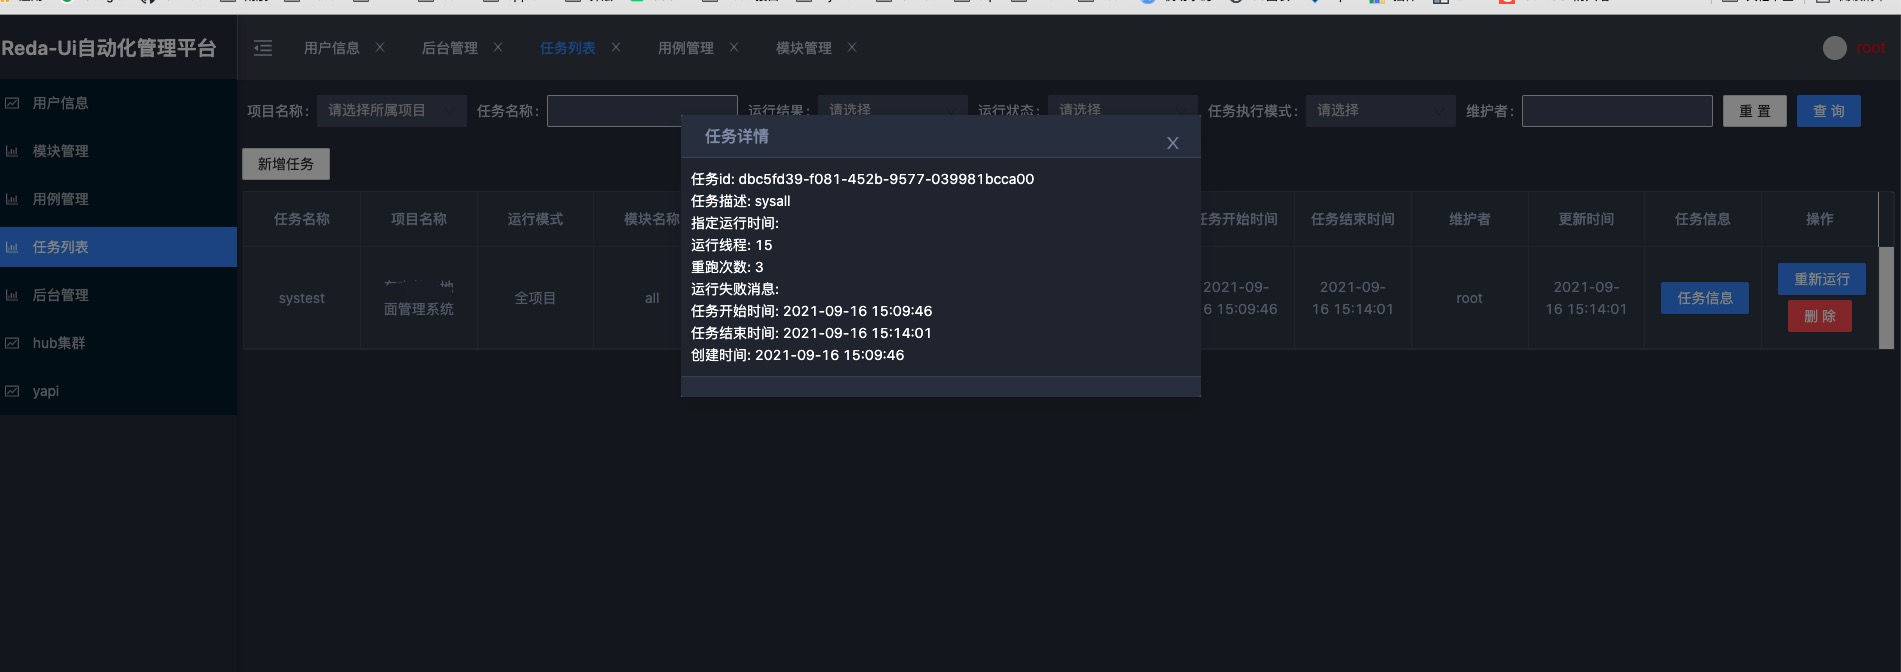 Reda-Ui自动化管理平台
用户信息 × 后台管理 × 任务列表 × 用例管理 × 模块管理 ×
root
用户信息
模块管理
用例管理
任务列表
后台管理
hub集群
yapi
项目名称: 请选择所属项目 任务名称: 运行结果: 请选择 运行状态: 请选择 任务执行模式: 请选择 维护者: 重 置 查 询
新增任务
任务名称 项目名称 运行模式 模块名称 任务开始时间 任务结束时间 维护者 更新时间 任务信息 操作
systest 面管理系统 全项目 all 2021-09-16 15:09:46 2021-09-16 15:14:01 root 2021-09-16 15:14:01 任务信息 重新运行 删 除
任务详情 X
任务id: dbc5fd39-f081-452b-9577-039981bcca00
任务描述: sysall
指定运行时间:
运行线程: 15
重跑次数: 3
运行失败消息:
任务开始时间: 2021-09-16 15:09:46
任务结束时间: 2021-09-16 15:14:01
创建时间: 2021-09-16 15:09:46